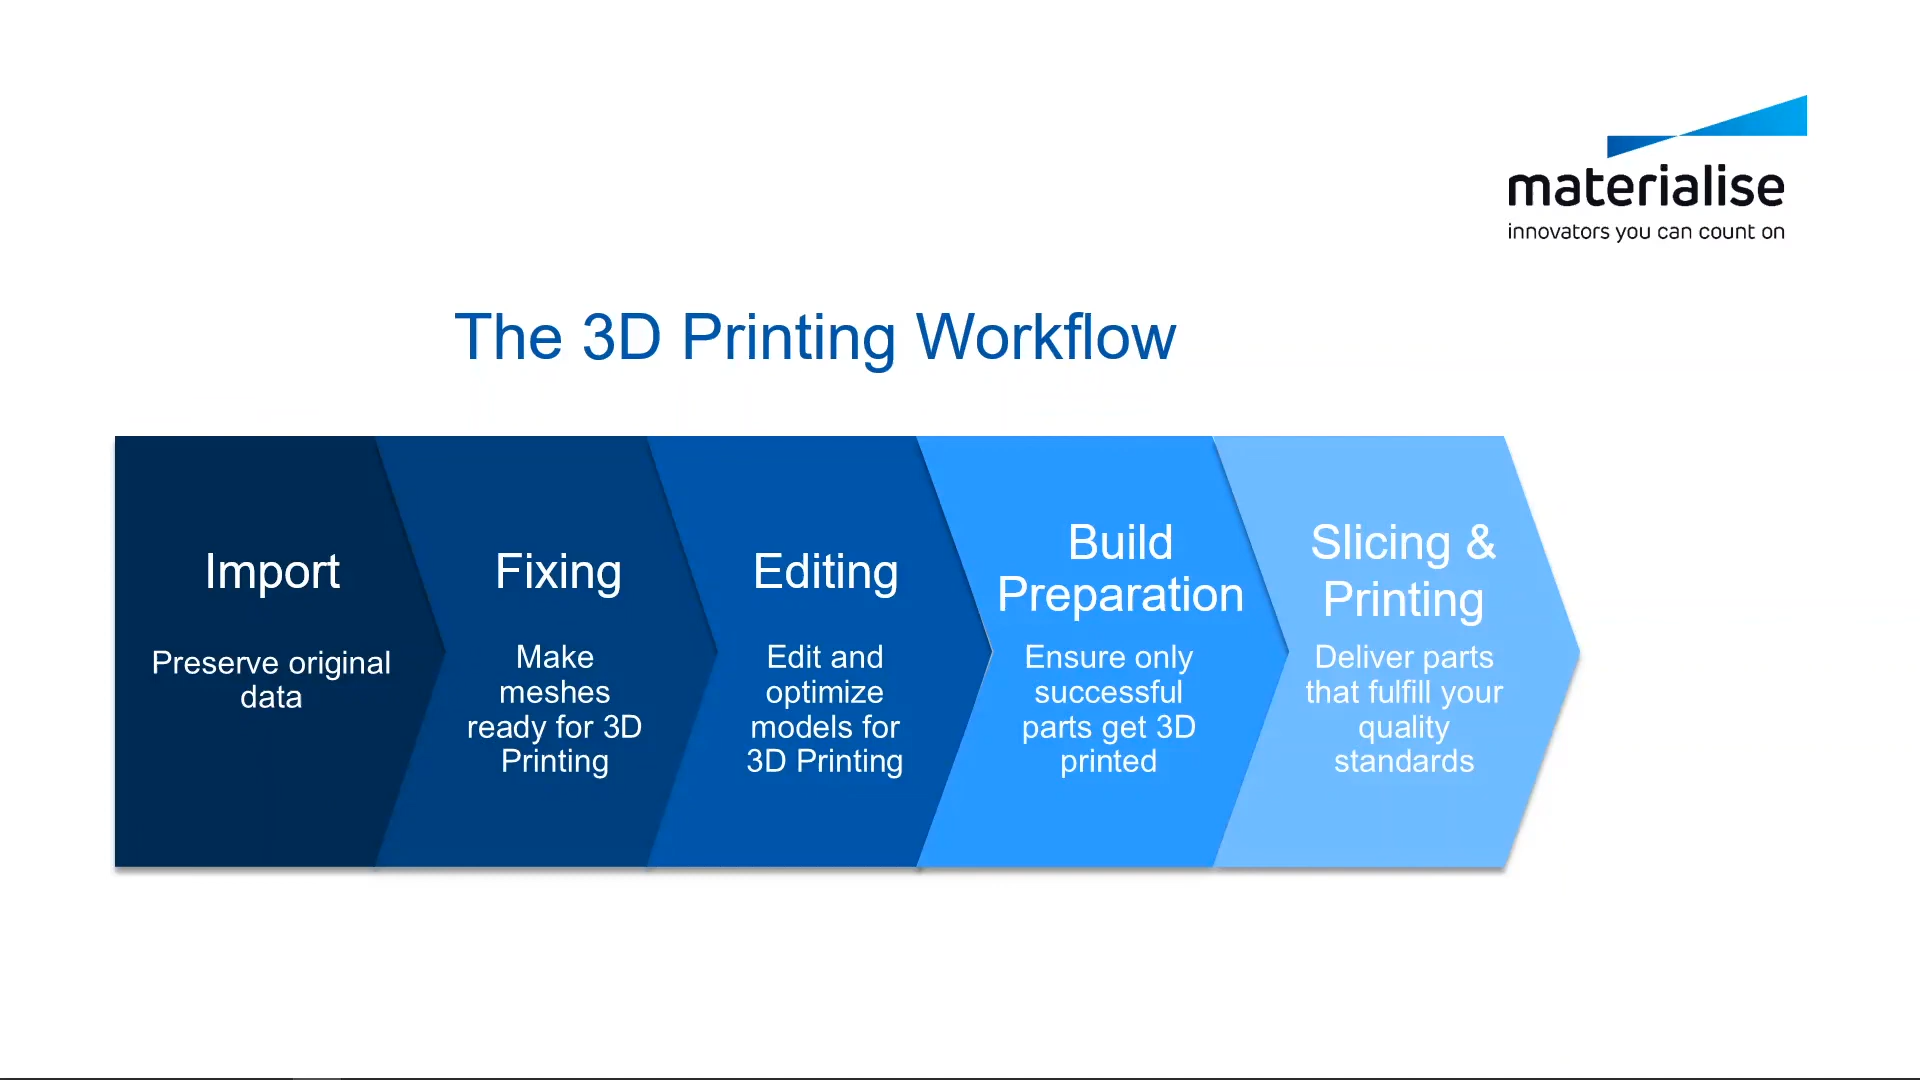 materialise
innovators you can count on
The 3D Printing Workflow
Import
Preserve original
data
Fixing
Make
meshes
ready for 3D
Printing
Editing
Edit and
optimize
models for
3D Printing
Build
Preparation
Ensure only
successful
parts get 3D
printed
Slicing &
Printing
Deliver parts
that fulfill your
quality
standards